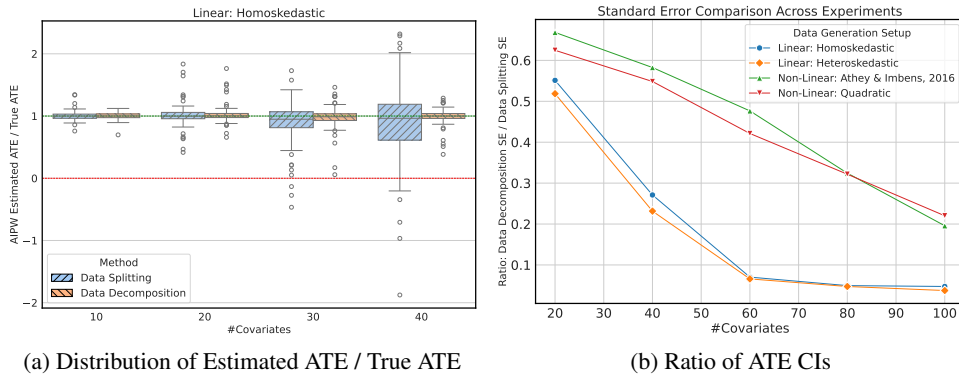 Linear: Homoskedastic
AIPW Estimated ATE / True ATE
2
1
0
−1
−2
Method
Data Splitting
Data Decomposition
10
20
30
40
#Covariates
(a) Distribution of Estimated ATE / True ATE
Standard Error Comparison Across Experiments
Ratio: Data Decomposition SE / Data Splitting SE
0.6
0.5
0.4
0.3
0.2
0.1
Data Generation Setup
Linear: Homoskedastic
Linear: Heteroskedastic
Non-Linear: Athey & Imbens, 2016
Non-Linear: Quadratic
20
30
40
50
60
70
80
90
100
#Covariates
(b) Ratio of ATE CIs